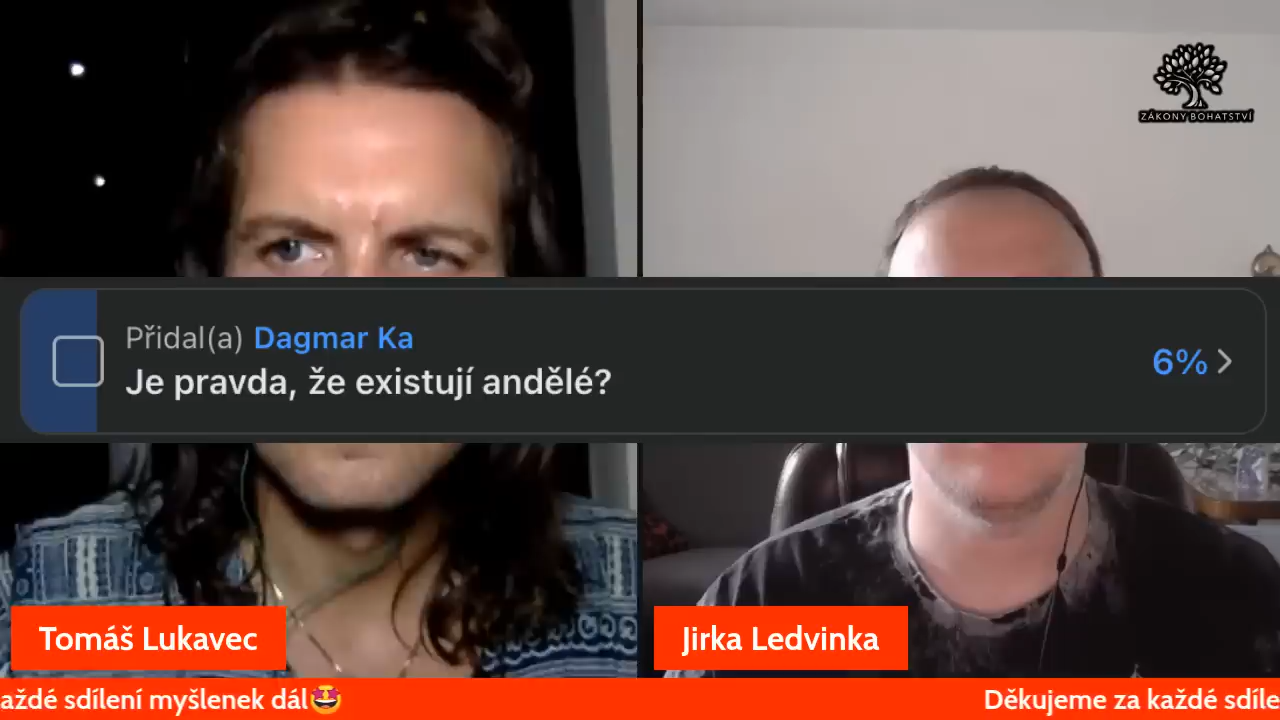 ZÁKONY BOHATSTVÍ
Přidal(a) Dagmar Ka
Je pravda, že existují andělé?
6%
Tomáš Lukavec
Jirka Ledvinka
aždé sdílení myšlenek dál🤩
Děkujeme za každé sdíle